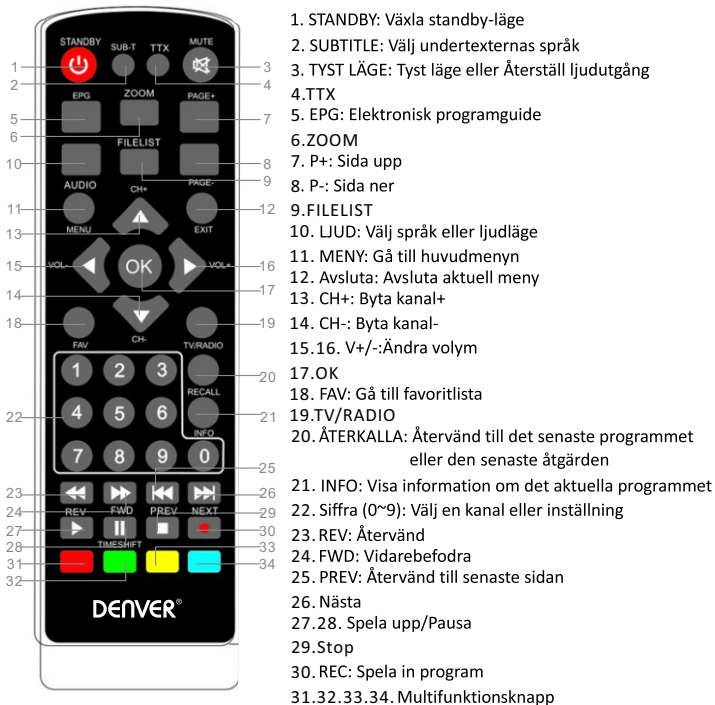 STANDBY SUB-T TTX MUTE
1 3
2 4
EPG ZOOM PAGE+
5 7
6
FILELIST
10 8
9
AUDIO CH+ PAGE-
11 12
MENU EXIT
13
15 VOL- OK VOL+ 16
17
14
18 19
FAV CH- TV/RADIO
1 2 3
20
RECALL
4 5 6
22 21
INFO
7 8 9 0
25
23 26
24 REV FWD PREV NEXT 29
27 30
28 TIMESHIFT 33
31 34
32
DENVER®
1. STANDBY: Växla standby-läge
2. SUBTITLE: Välj undertexternas språk
3. TYST LÄGE: Tyst läge eller Återställ ljudutgång
4.TTX
5. EPG: Elektronisk programguide
6.ZOOM
7. P+: Sida upp
8. P-: Sida ner
9.FILELIST
10. LJUD: Välj språk eller ljudläge
11. MENY: Gå till huvudmenyn
12. Avsluta: Avsluta aktuell meny
13. CH+: Byta kanal+
14. CH-: Byta kanal-
15.16. V+/-:Ändra volym
17.OK
18. FAV: Gå till favoritlista
19.TV/RADIO
20. ÅTERKALLA: Återvänd till det senaste programmet
eller den senaste åtgärden
21. INFO: Visa information om det aktuella programmet
22. Siffra (0~9): Välj en kanal eller inställning
23. REV: Återvänd
24. FWD: Vidarebefodra
25. PREV: Återvänd till senaste sidan
26. Nästa
27.28. Spela upp/Pausa
29.Stop
30. REC: Spela in program
31.32.33.34. Multifunktionsknapp